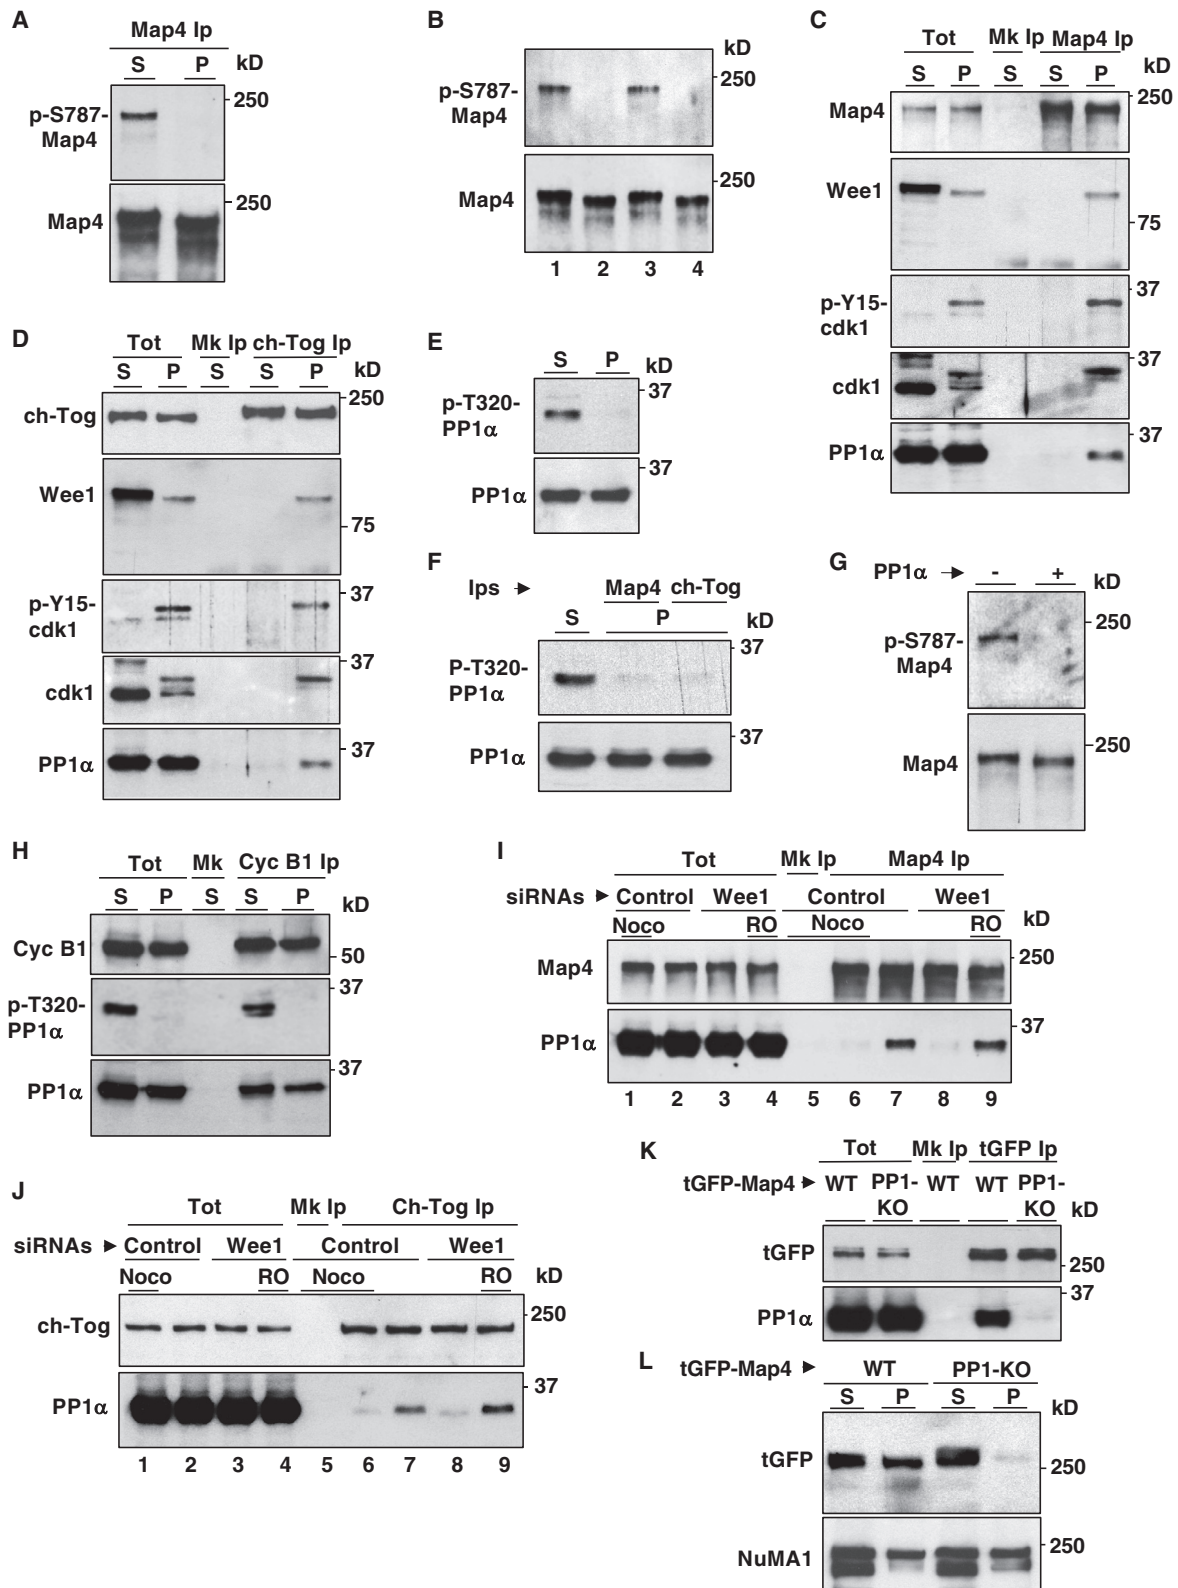 A
Map4 Ip
S P kD
p-S787-
Map4
250
Map4
250
B
kD
p-S787-
Map4
250
Map4
250
1 2 3 4
C
Tot Mk Ip Map4 Ip
S P S S P kD
Map4
250
Wee1
75
p-Y15-
cdk1
37
cdk1
37
PP1α
37
D
Tot Mk Ip ch-Tog Ip
S P S S P kD
ch-Tog
250
Wee1
75
p-Y15-
cdk1
37
cdk1
37
PP1α
37
E
S P kD
p-T320-
PP1α
37
PP1α
37
F
Ips
Map4 ch-Tog
S P kD
P-T320-
PP1α
37
PP1α
37
G
PP1α - + kD
p-S787-
Map4
250
Map4
250
H
Tot Mk Cyc B1 Ip
S P S S P kD
Cyc B1
50
p-T320-
PP1α
37
PP1α
37
I
Tot Mk Ip Map4 Ip
siRNAs Control Wee1 Control Wee1
Noco RO Noco RO kD
Map4
250
PP1α
37
1 2 3 4 5 6 7 8 9
J
Tot Mk Ip Ch-Tog Ip
siRNAs Control Wee1 Control Wee1
Noco RO Noco RO kD
ch-Tog
250
PP1α
37
1 2 3 4 5 6 7 8 9
K
Tot Mk Ip tGFP Ip
tGFP-Map4 WT PP1-KO WT WT PP1-KO kD
tGFP
250
PP1α
37
L
tGFP-Map4 WT PP1-KO
S P S P kD
tGFP
250
NuMA1
250